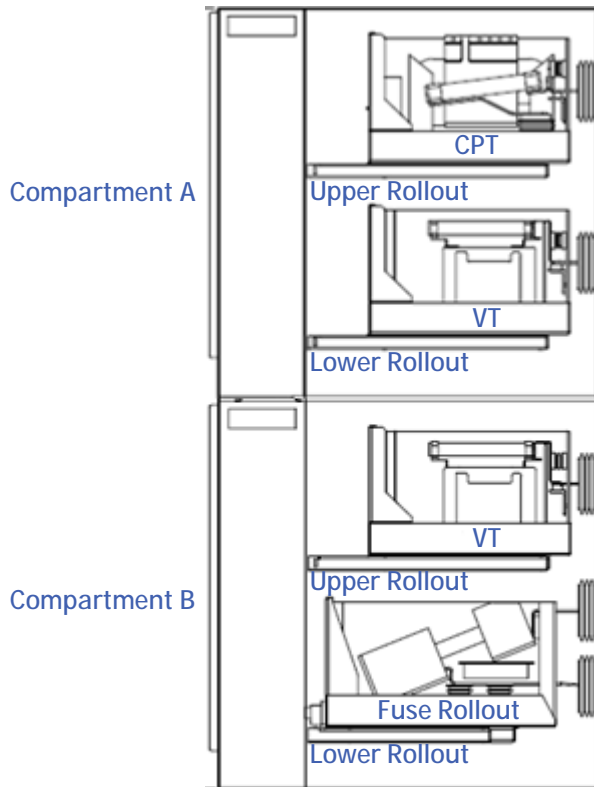 CPT
Compartment A
Upper Rollout
VT
Lower Rollout
VT
Upper Rollout
Compartment B
Fuse Rollout
Lower Rollout